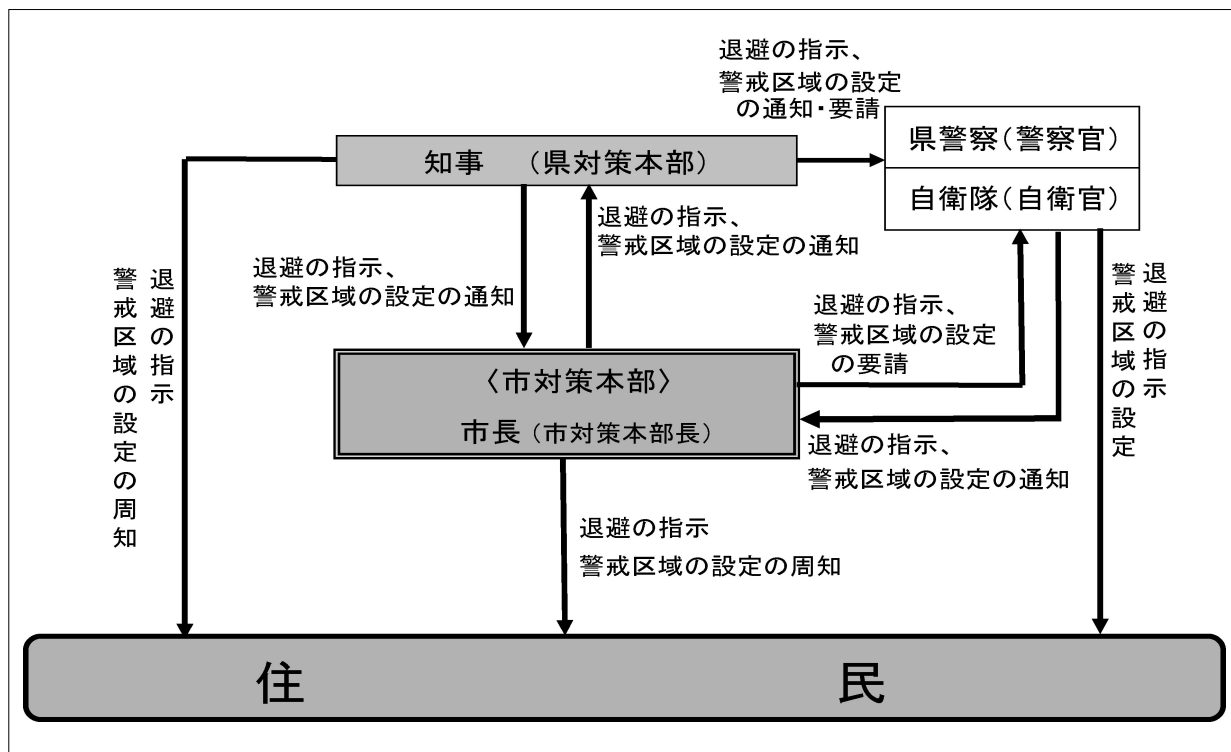 退避の指示、
警戒区域の設定
の通知・要請
知事　（県対策本部）
県警察（警察官）
自衛隊（自衛官）
退避の指示、
警戒区域の設定の通知
退避の指示、
警戒区域の設定の通知
退避の指示
警戒区域の設定の周知
退避の指示、
警戒区域の設定
の要請
退避の指示
警戒区域の設定
〈市対策本部〉
市長（市対策本部長）
退避の指示、
警戒区域の設定の通知
退避の指示
警戒区域の設定の周知
住　民